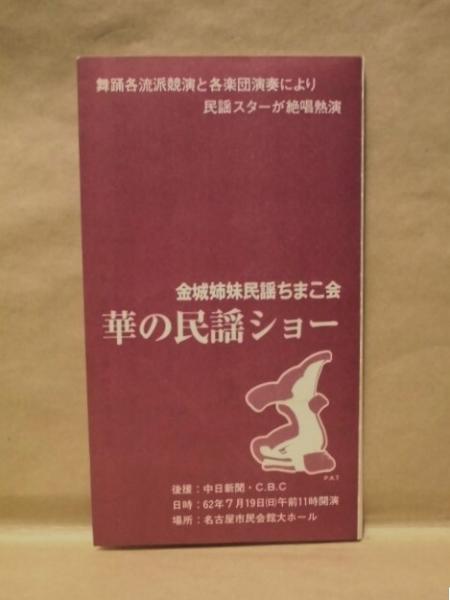 舞踊各流派競演と各楽団演奏により
民謡スターが絶唱熱演
金城姉妹民謡ちまこ会
華の民謡ショー
P.A.T
後援：中日新聞・C.B.C
日時：62年7月19日(日)午前11時開演
場所：名古屋市民会館大ホール